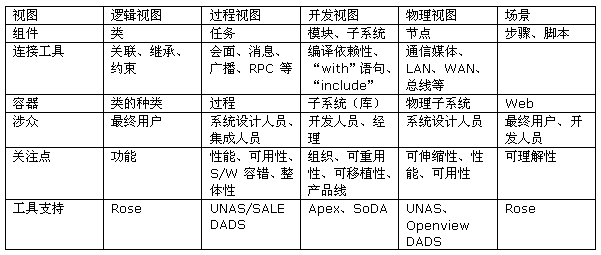 视图 逻辑视图 过程视图 开发视图 物理视图 场景
组件 类 任务 模块、子系统 节点 步骤、脚本
连接工具 关联、继承、 会面、消息、 编译依赖性、 通信媒体、
约束 广播、RPC 等 “with”语句、 LAN、WAN、
“include” 总线等
容器 类的种类 过程 子系统（库） 物理子系统 Web
涉众 最终用户 系统设计人员、 开发人员、经 系统设计人员 最终用户、开
集成人员 理 发人员
关注点 功能 性能、可用性、 组织、可重用 可伸缩性、性 可理解性
S/W 容错、整 性、可移植性、 能、可用性
体性 产品线
工具支持 Rose UNAS/SALE Apex、SoDA UNAS、 Rose
DADS Openview
DADS